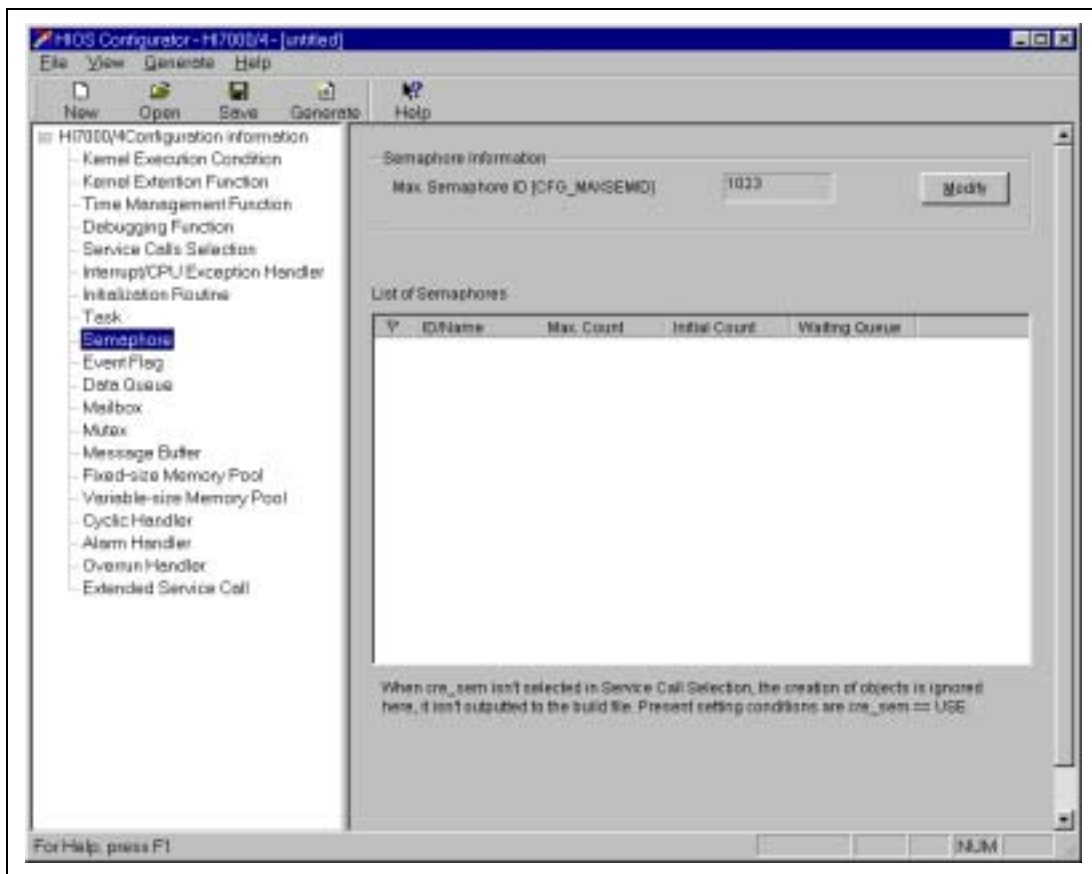 HIOS Configurator - HI7000/4 - [untitled]
File View Generate Help
New Open Save Generate Help
HI7000/4Configuration information
Kernel Execution Condition
Kernel Extention Function
Time Management Function
Debugging Function
Service Calls Selection
Interrupt/CPU Exception Handler
Initialization Routine
Task
Semaphore
Event Flag
Data Queue
Mailbox
Mutex
Message Buffer
Fixed-size Memory Pool
Variable-size Memory Pool
Cyclic Handler
Alarm Handler
Overrun Handler
Extended Service Call
Semaphore Information
Max. Semaphore ID [CFG_MAXSEMID] 1023
Modify
List of Semaphores
ID/Name Max. Count Initial Count Waiting Queue
When cre_sem isn't selected in Service Call Selection, the creation of objects is ignored
here, it isn't outputted to the build file. Present setting conditions are cre_sem == USE
For Help, press F1
NUM